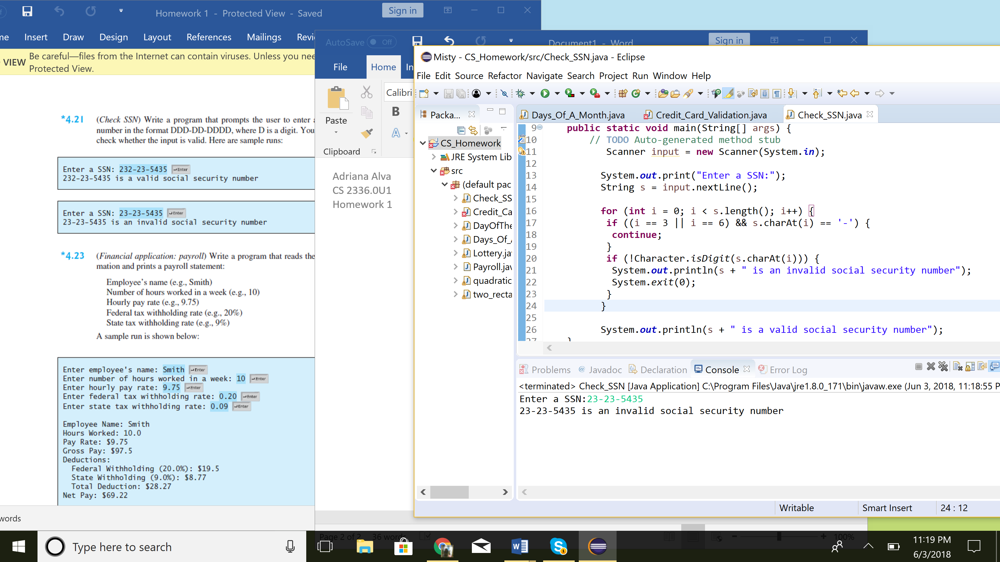 Homework 1 - Protected View - Saved
Sign in
Insert Draw Design Layout References Mailings
VIEW
Be careful—files from the Internet can contain viruses. Unless you
Protected View.
*4.21 (Check SSN) Write a program that prompts the user to enter
number in the format DDD-DD-DDDD, where D is a digit. You
check whether the input is valid. Here are sample runs:
Enter a SSN: 232-23-5435 Enter
232-23-5435 is a valid social security number
Enter a SSN: 23-23-5435 Enter
23-23-5435 is an invalid social security number
*4.23 (Financial application: payroll) Write a program that reads the
mation and prints a payroll statement:
Employee's name (e.g., Smith)
Number of hours worked in a week (e.g., 10)
Hourly pay rate (e.g., 9.75)
Federal tax withholding rate (e.g., 20%)
State tax withholding rate (e.g., 9%)
A sample run is shown below:
Enter employee's name: Smith Enter
Enter number of hours worked in a week: 10 Enter
Enter hourly pay rate: 9.75 Enter
Enter federal tax withholding rate: 0.20 Enter
Enter state tax withholding rate: 0.09 Enter
Employee Name: Smith
Hours Worked: 10.0
Pay Rate: $9.75
Gross Pay: $97.5
Deductions:
Federal Withholding (20.0%): $19.5
State Withholding (9.0%): $8.77
Total Deduction: $28.27
Net Pay: $69.22
words
AutoSave Off
Document1 - Word
Sign in
File Home In
Paste
Clipboard
Calibri
B
A
Adriana Alva
CS 2336.0U1
Homework 1
Page 2 of 2 36 words
100%
Misty - CS_Homework/src/Check_SSN.java - Eclipse
File Edit Source Refactor Navigate Search Project Run Window Help
Packa...
CS_Homework
JRE System Lib
src
(default pac
Check_SS
Credit_Ca
DayOfThe
Days_Of_
Lottery.ja
Payroll.jav
quadratic
two_recta
Days_Of_A_Month.java Credit_Card_Validation.java Check_SSN.java
9 public static void main(String[] args) {
10 // TODO Auto-generated method stub
11 Scanner input = new Scanner(System.in);
12
13 System.out.print("Enter a SSN:");
14 String s = input.nextLine();
15
16 for (int i = 0; i < s.length(); i++) {
17 if ((i == 3 || i == 6) && s.charAt(i) == '-') {
18 continue;
19 }
20 if (!Character.isDigit(s.charAt(i))) {
21 System.out.println(s + " is an invalid social security number");
22 System.exit(0);
23 }
24 }
25
26 System.out.println(s + " is a valid social security number");
27 }
Problems Javadoc Declaration Console Error Log
<terminated> Check_SSN [Java Application] C:\Program Files\Java\jre1.8.0_171\bin\javaw.exe (Jun 3, 2018, 11:18:55 P
Enter a SSN:23-23-5435
23-23-5435 is an invalid social security number
Writable Smart Insert 24 : 12
Type here to search
11:19 PM
6/3/2018